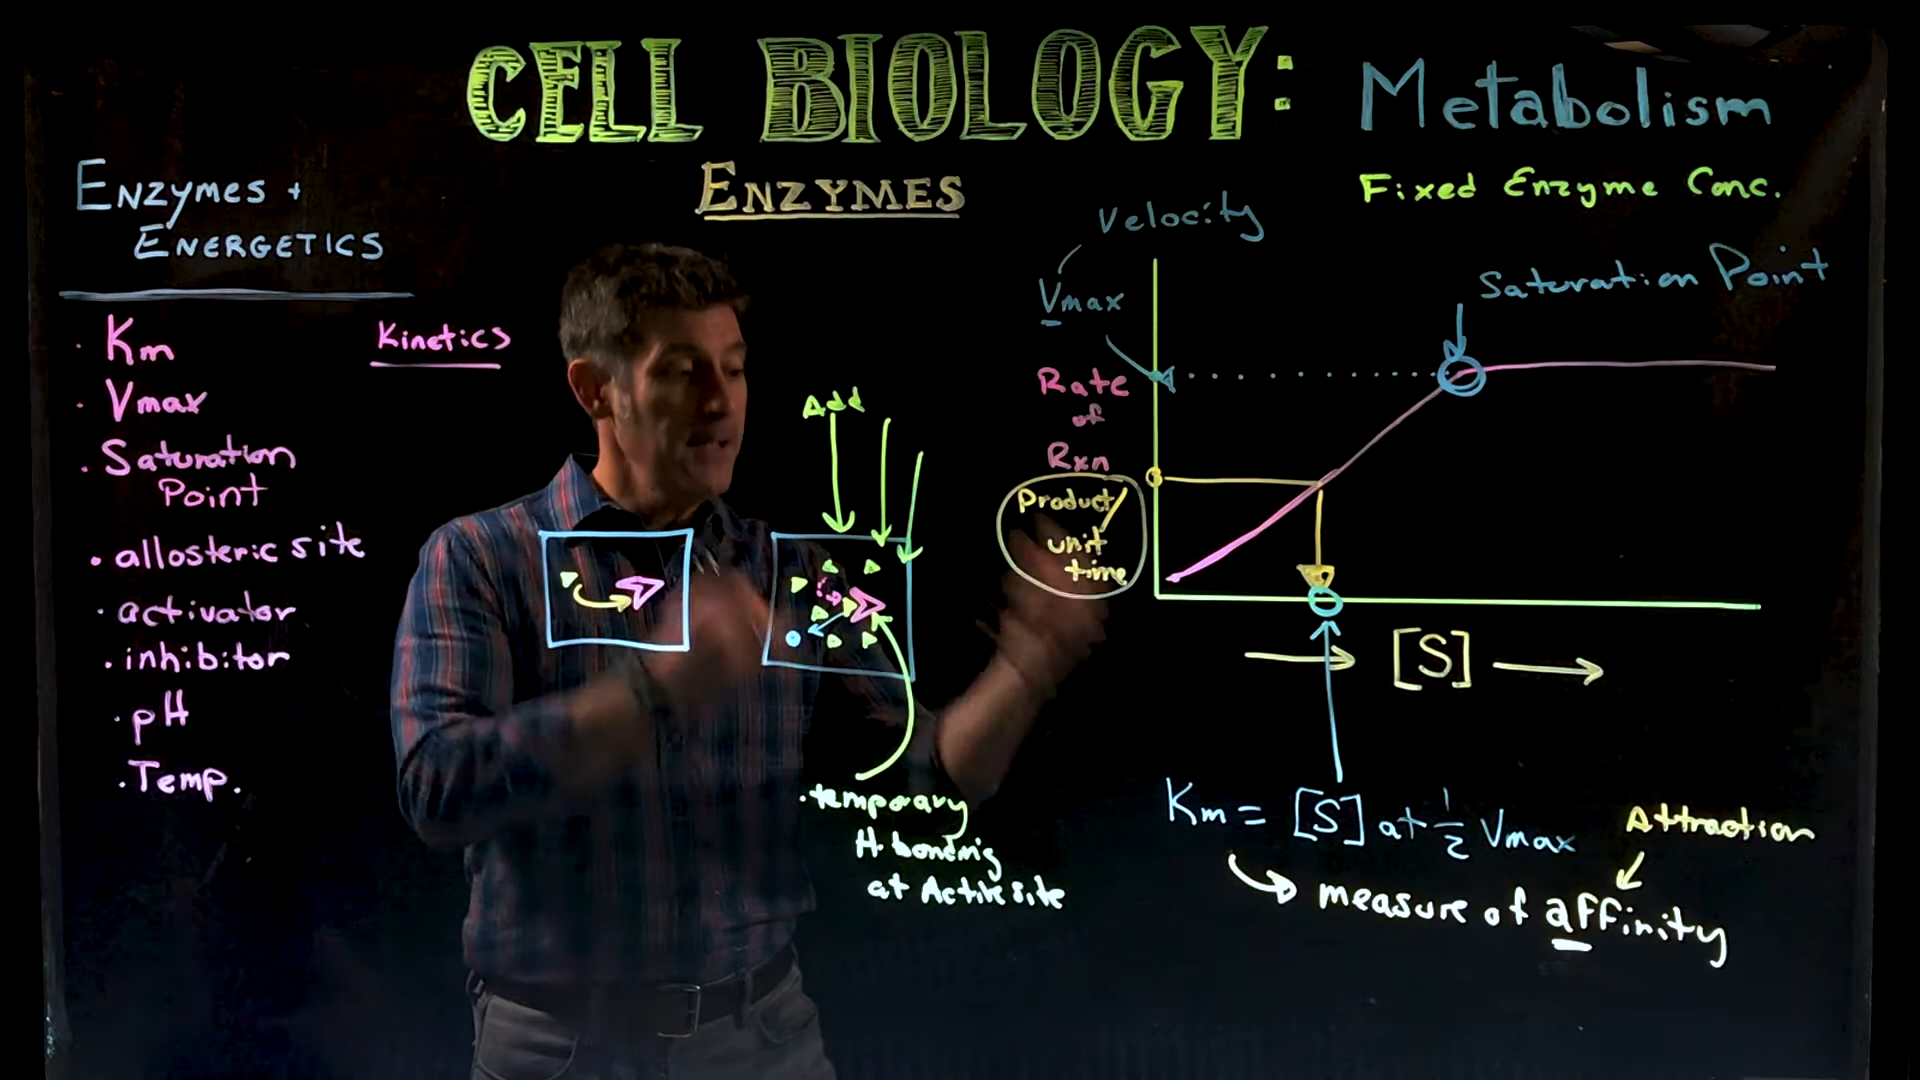 CELL BIOLOGY: Metabolism
ENZYMES
Enzymes +
ENERGETICS
Kinetics
· Km
· Vmax
· Saturation
Point
• allosteric site
· activator
· inhibitor
· pH
· Temp.
Add
· temporary
H-bonding
at Active site
Fixed Enzyme Conc.
Velocity
Vmax
Saturation Point
Rate
of
Rxn
Product/
unit
time
[S]
Km = [S] at 1/2 Vmax
Attraction
measure of affinity